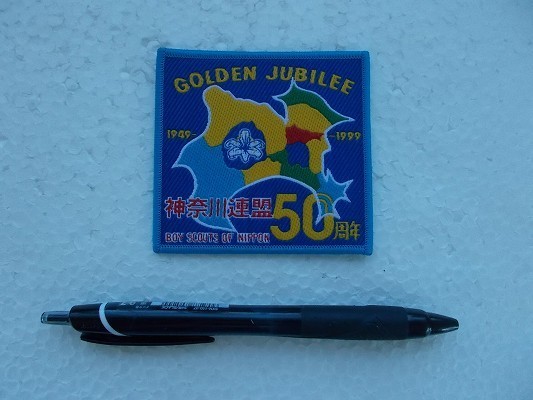 GOLDEN JUBILEE
1949- -1999
神奈川連盟 50周年
BOY SCOUTS OF NIPPON